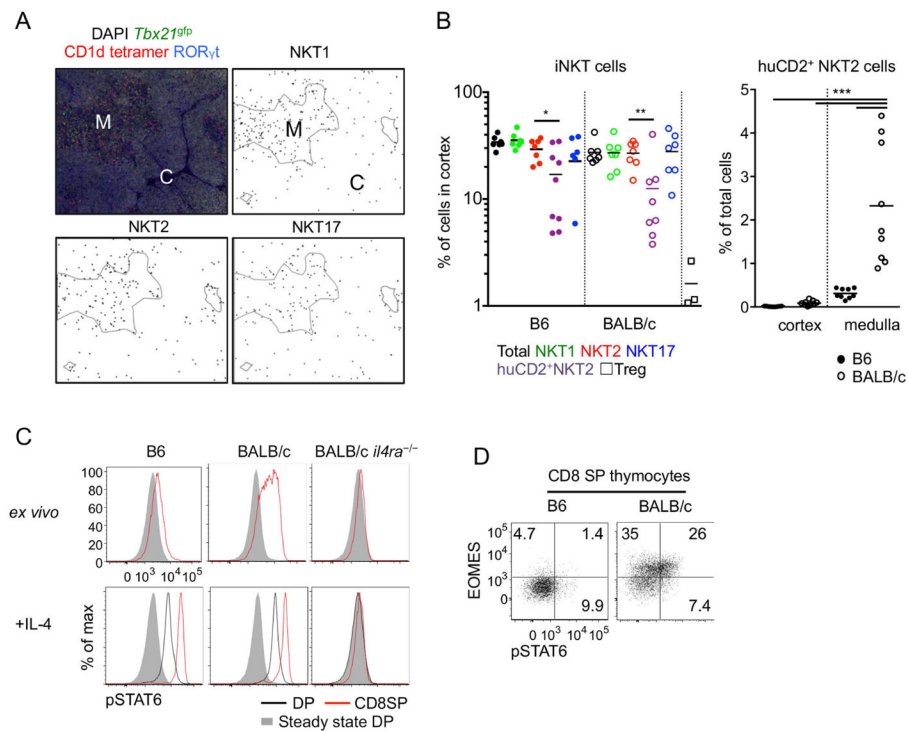 A
DAPI Tbx21gfp
CD1d tetramer RORγt
NKT1
M
C
M
C
NKT2
NKT17
B
iNKT cells
% of cells in cortex
100
10
1
*
**
B6
BALB/c
Total NKT1 NKT2 NKT17
huCD2+NKT2 □Treg
huCD2+ NKT2 cells
% of total cells
5
4
3
2
1
0
***
cortex
medulla
● B6
○ BALB/c
C
B6
BALB/c
BALB/c il4ra−/−
ex vivo
100
80
60
40
20
0
0 10³ 10⁴ 10⁵
+IL-4
% of max
pSTAT6
DP
CD8SP
Steady state DP
D
CD8 SP thymocytes
B6
BALB/c
EOMES
10⁵
10⁴
10³
0
4.7
1.4
9.9
35
26
7.4
0 10³ 10⁴ 10⁵
pSTAT6